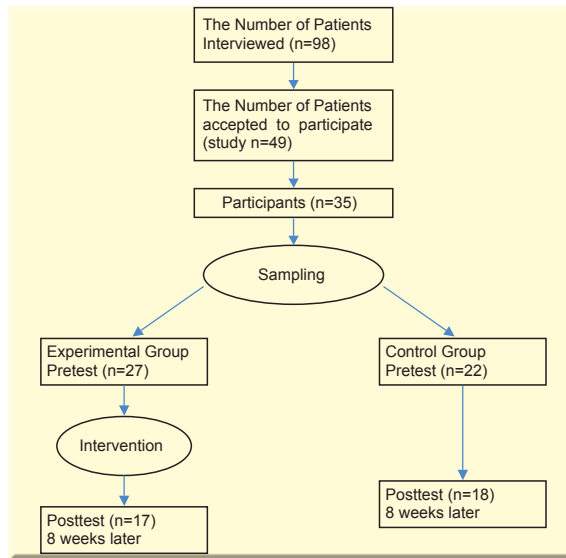 The Number of Patients
Interviewed (n=98)
The Number of Patients
accepted to participate
(study n=49)
Participants (n=35)
Sampling
Experimental Group
Pretest (n=27)
Control Group
Pretest (n=22)
Intervention
Posttest (n=18)
8 weeks later
Posttest (n=17)
8 weeks later